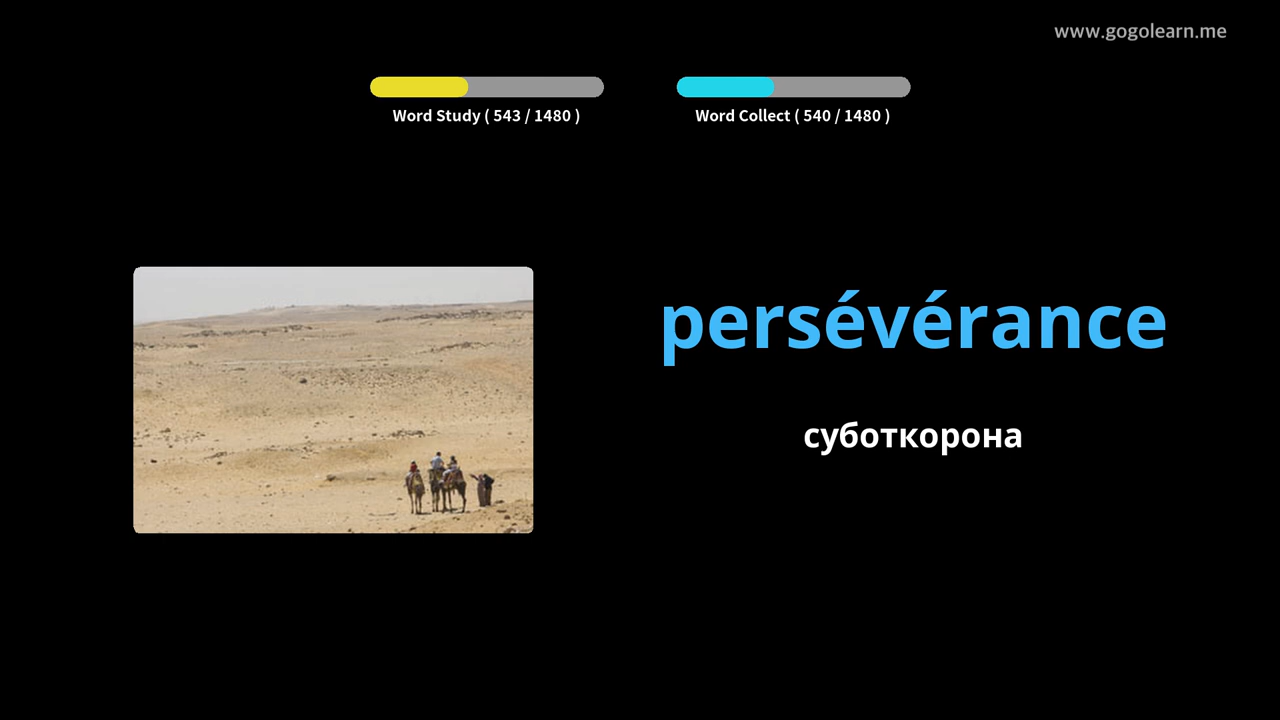 www.gogolearn.me
Word Study ( 543 / 1480 )
Word Collect ( 540 / 1480 )
persévérance
суботкорона